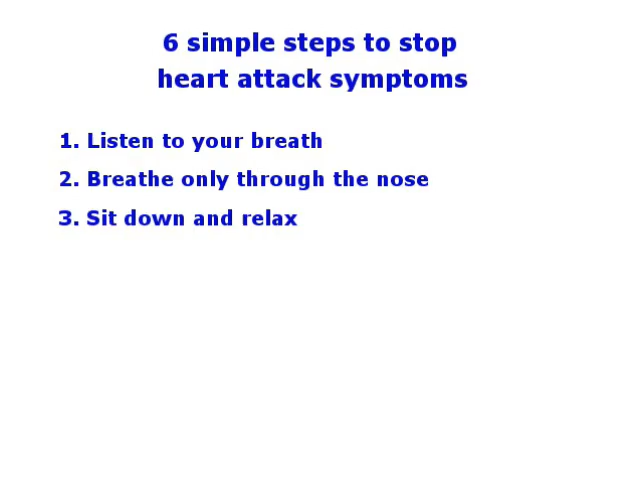 6 simple steps to stop
heart attack symptoms
1. Listen to your breath
2. Breathe only through the nose
3. Sit down and relax